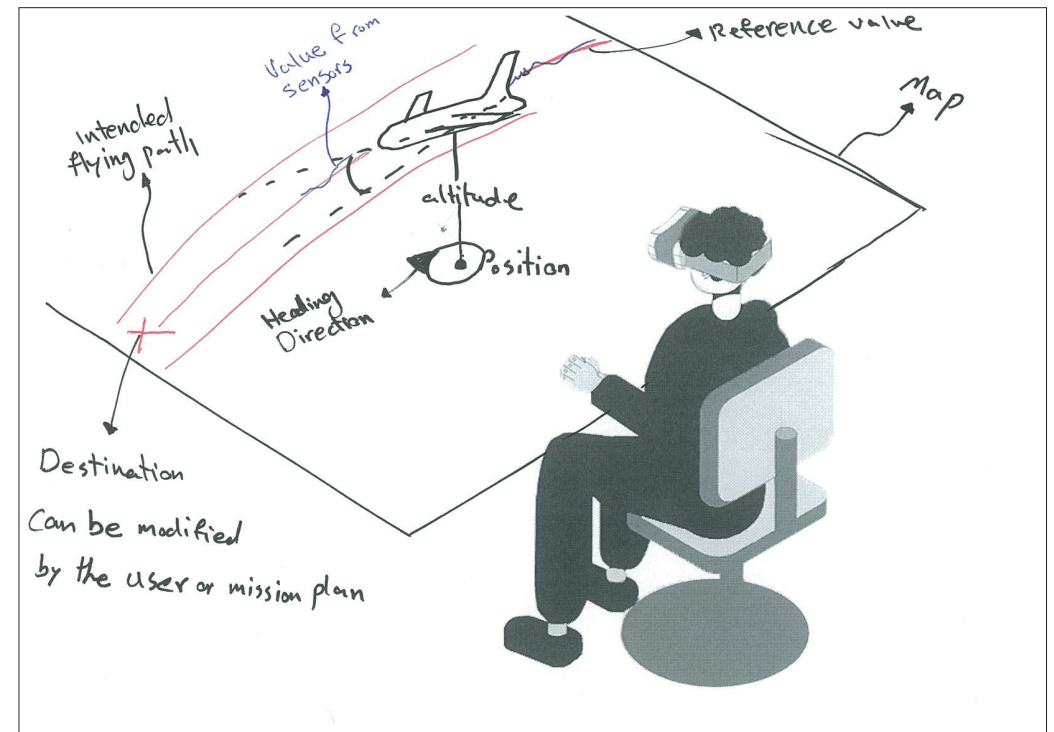 Reference value
Value from
sensors
Map
Intended
flying path
altitude
Position
Heading
Direction
Destination
Can be modified
by the user or mission plan